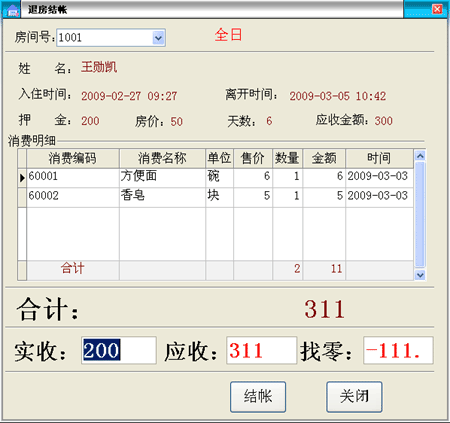 退房结帐
房间号: 1001 全日
姓 名: 王勋凯
入住时间: 2009-02-27 09:27 离开时间: 2009-03-05 10:42
押 金: 200 房价: 50 天数: 6 应收金额: 300
消费明细
消费编码 消费名称 单位 售价 数量 金额 时间
60001 方便面 碗 6 1 6 2009-03-03
60002 香皂 块 5 1 5 2009-03-03
合计 2 11
合计: 311
实收: 200 应收: 311 找零: -111.
结帐 关闭